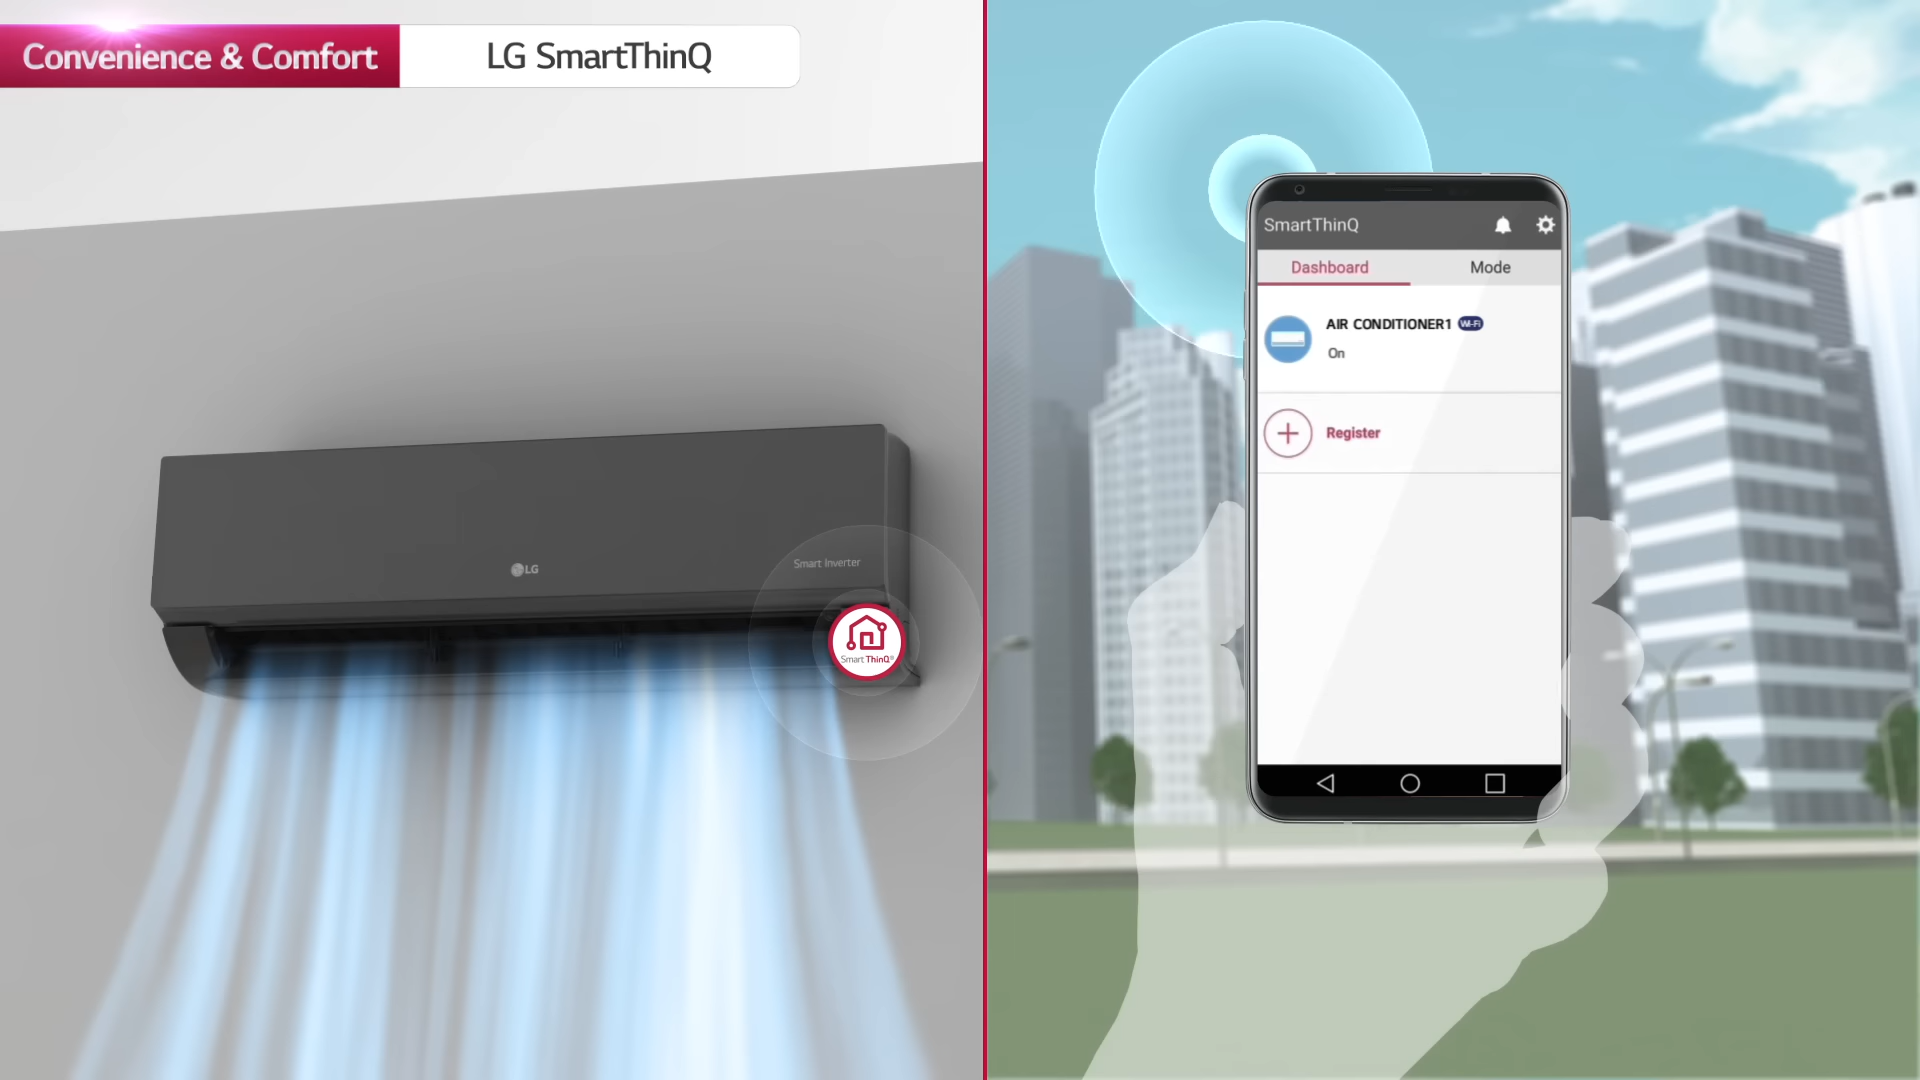 Convenience & Comfort
LG SmartThinQ
LG
Smart Inverter
Smart ThinQ®
SmartThinQ
Dashboard
Mode
AIR CONDITIONER1 Wi-Fi
On
Register